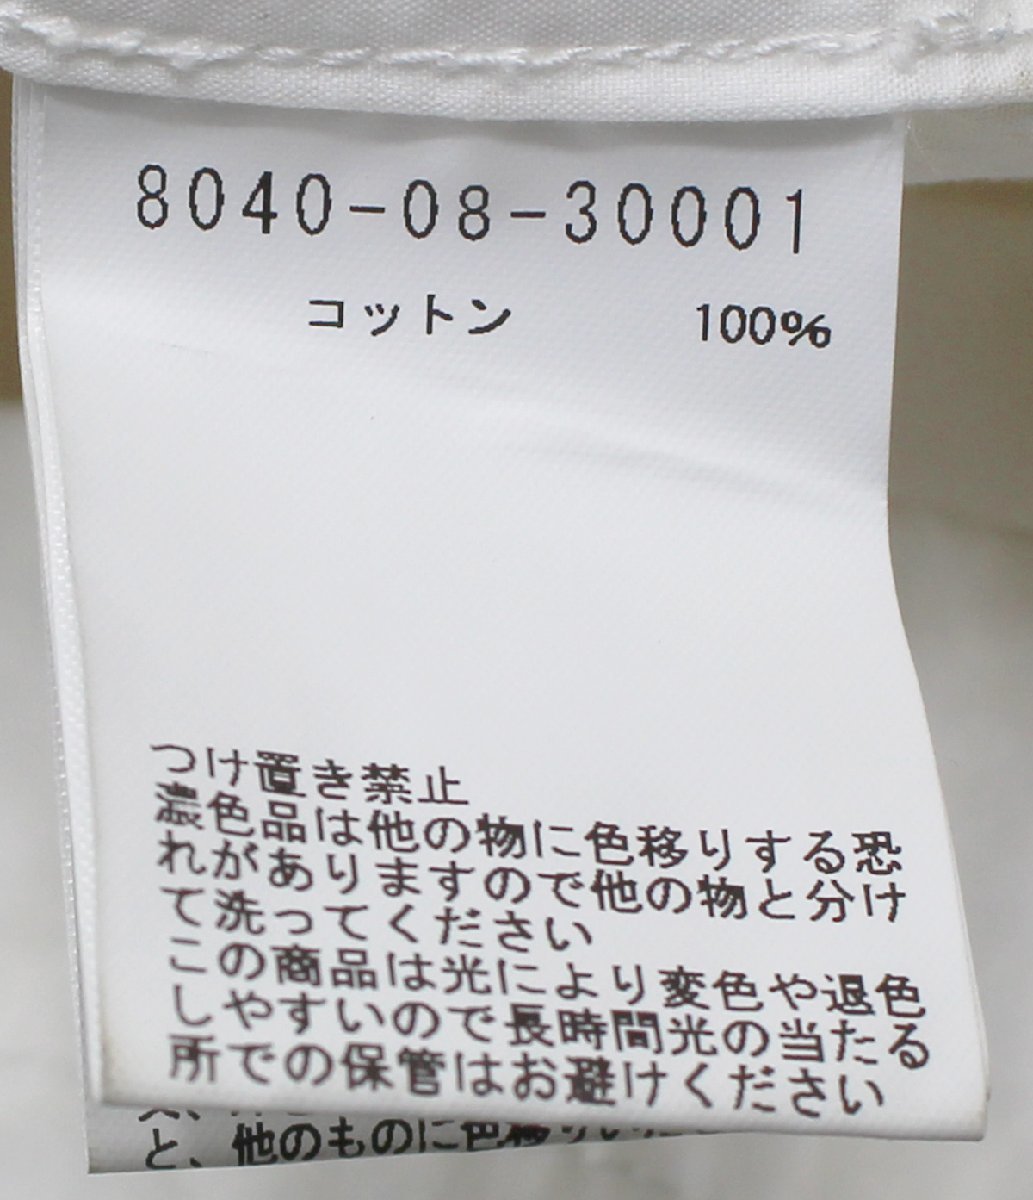 8040-08-30001
コットン 100%
つけ置き禁止
濃色品は他の物に色移りする恐
れがありますので他の物と分け
て洗ってください
この商品は光により変色や退色
しやすいので長時間光の当たる
所での保管はお避けください
と、他のものに色移り